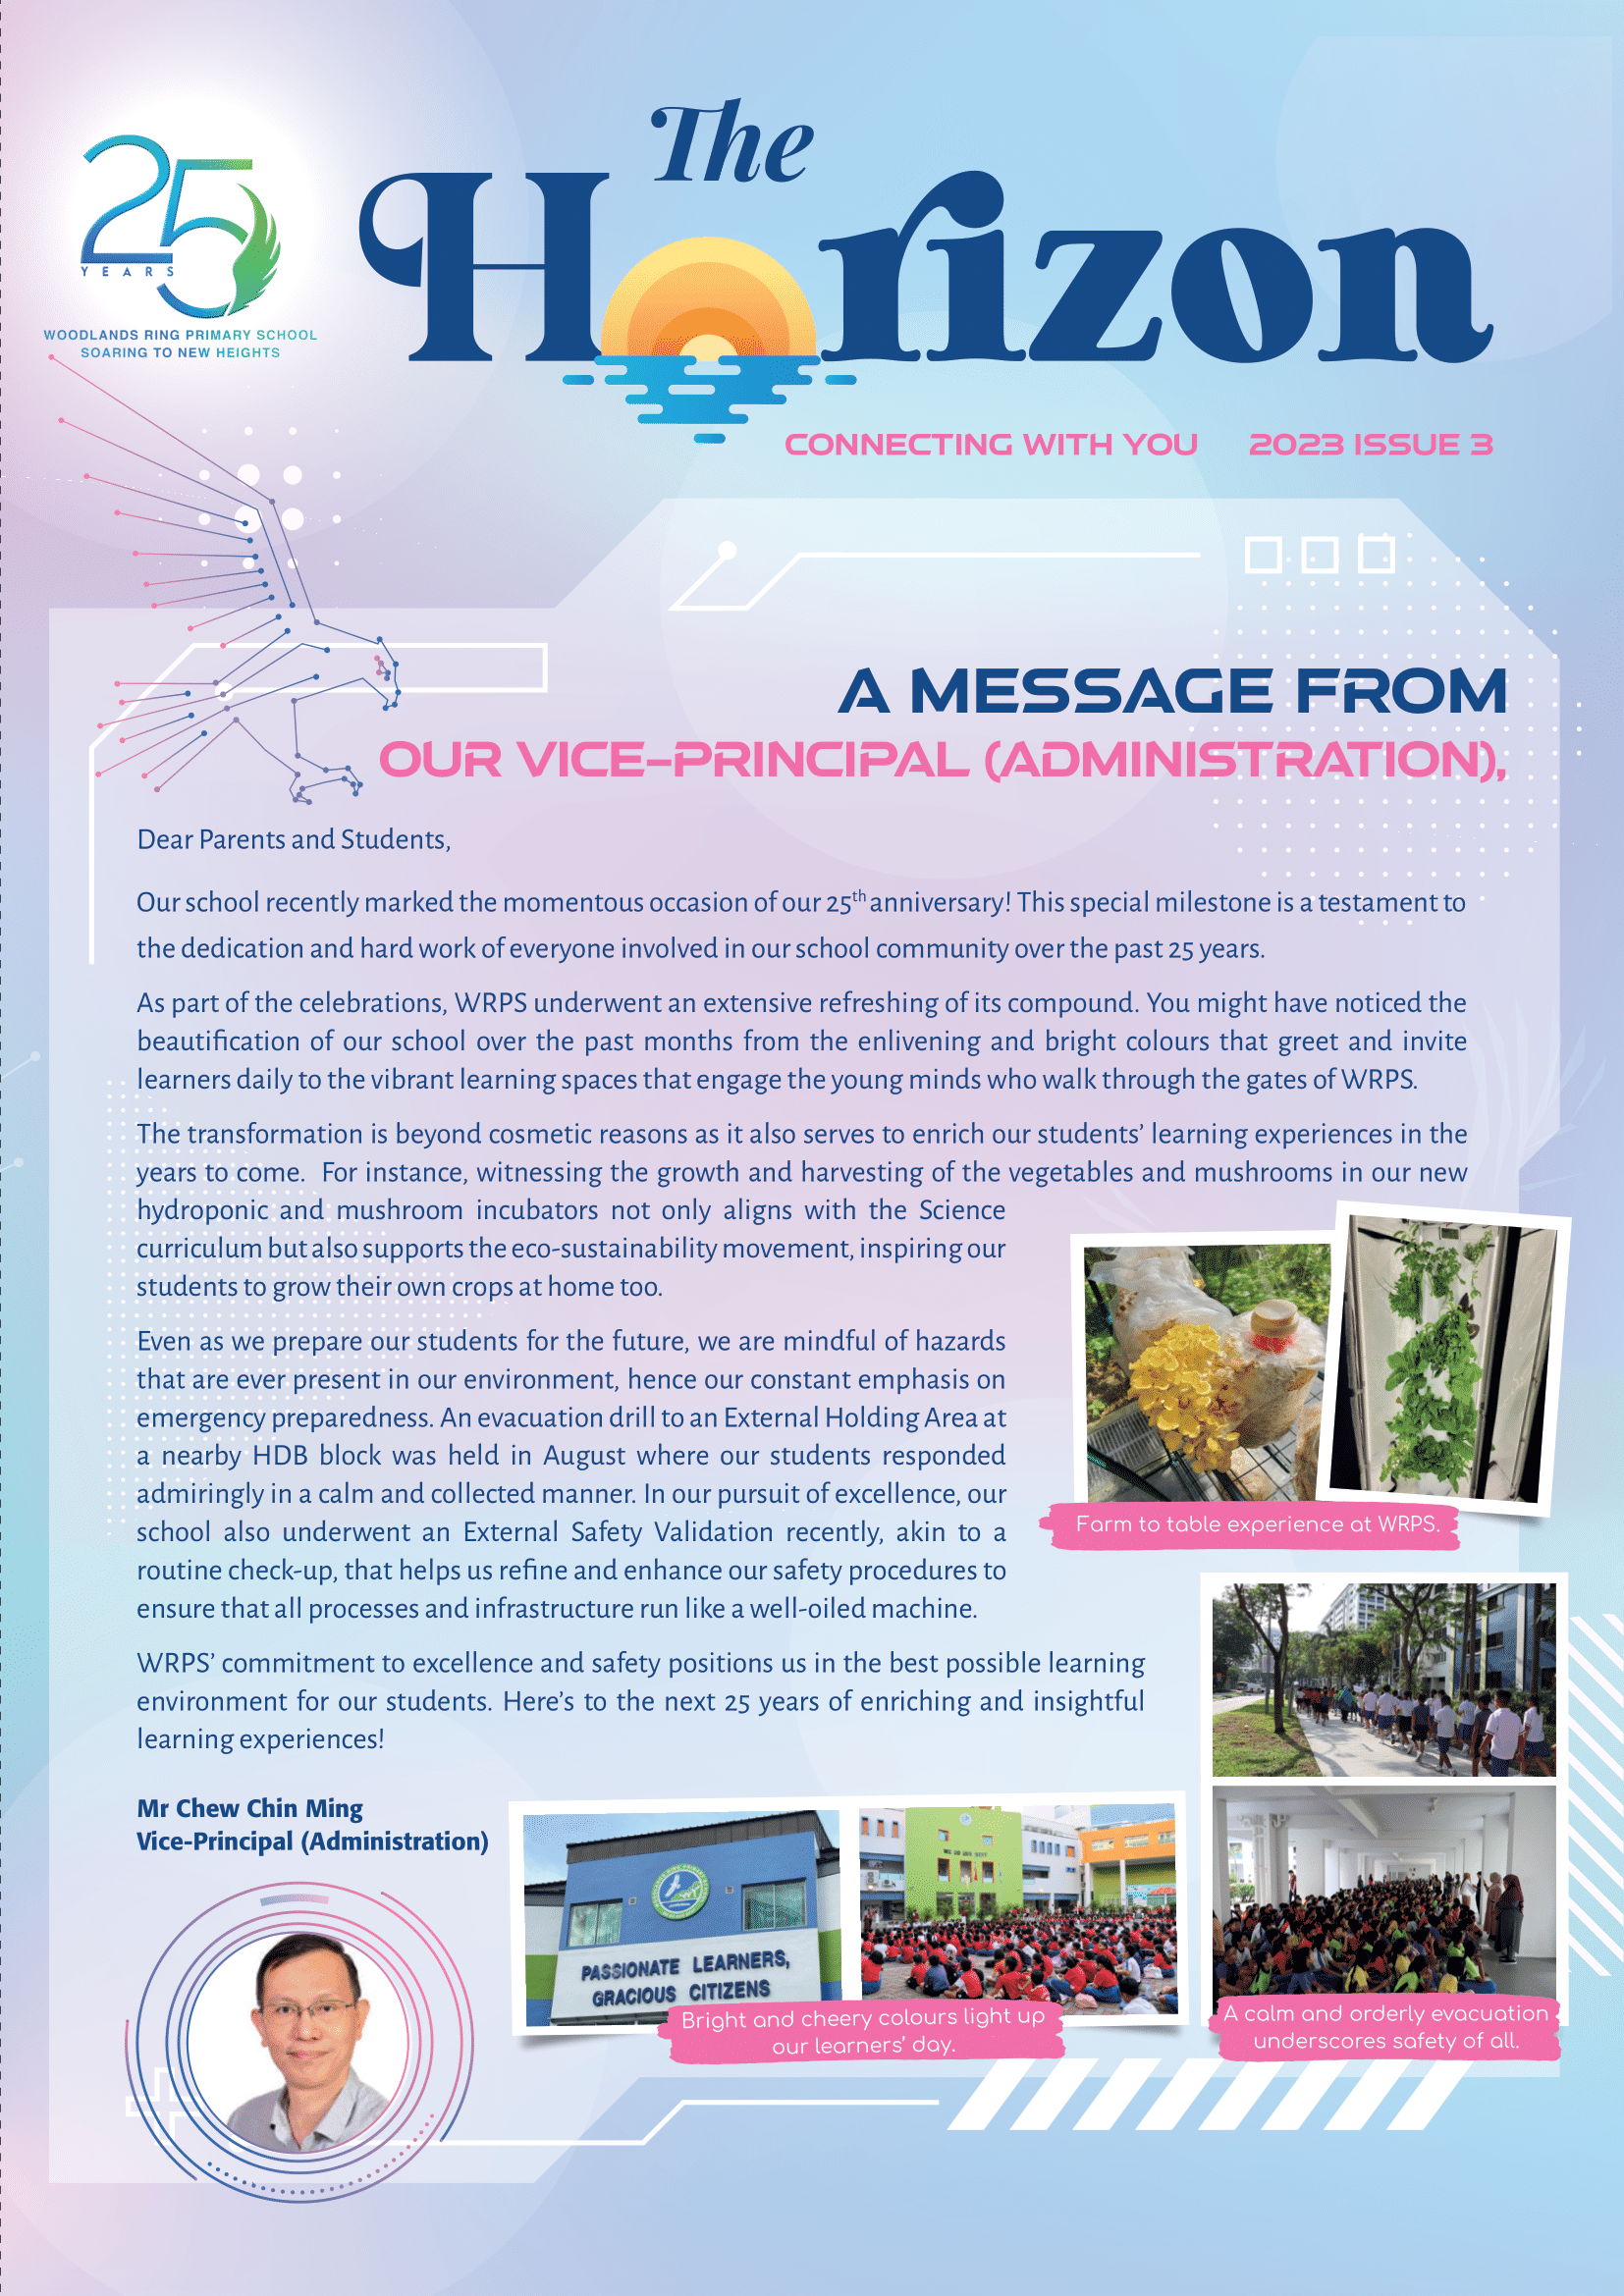 The
Horizon
25
YEARS
WOODLANDS RING PRIMARY SCHOOL
SOARING TO NEW HEIGHTS
CONNECTING WITH YOU 2023 ISSUE 3
A MESSAGE FROM
OUR VICE-PRINCIPAL (ADMINISTRATION),
Dear Parents and Students,
Our school recently marked the momentous occasion of our 25th anniversary! This special milestone is a testament to
the dedication and hard work of everyone involved in our school community over the past 25 years.
As part of the celebrations, WRPS underwent an extensive refreshing of its compound. You might have noticed the
beautification of our school over the past months from the enlivening and bright colours that greet and invite
learners daily to the vibrant learning spaces that engage the young minds who walk through the gates of WRPS.
The transformation is beyond cosmetic reasons as it also serves to enrich our students’ learning experiences in the
years to come. For instance, witnessing the growth and harvesting of the vegetables and mushrooms in our new
hydroponic and mushroom incubators not only aligns with the Science
curriculum but also supports the eco-sustainability movement, inspiring our
students to grow their own crops at home too.
Even as we prepare our students for the future, we are mindful of hazards
that are ever present in our environment, hence our constant emphasis on
emergency preparedness. An evacuation drill to an External Holding Area at
a nearby HDB block was held in August where our students responded
admiringly in a calm and collected manner. In our pursuit of excellence, our
school also underwent an External Safety Validation recently, akin to a
routine check-up, that helps us refine and enhance our safety procedures to
ensure that all processes and infrastructure run like a well-oiled machine.
Farm to table experience at WRPS.
WRPS’ commitment to excellence and safety positions us in the best possible learning
environment for our students. Here’s to the next 25 years of enriching and insightful
learning experiences!
Mr Chew Chin Ming
Vice-Principal (Administration)
PASSIONATE LEARNERS,
GRACIOUS CITIZENS
Bright and cheery colours light up
our learners’ day.
A calm and orderly evacuation
underscores safety of all.